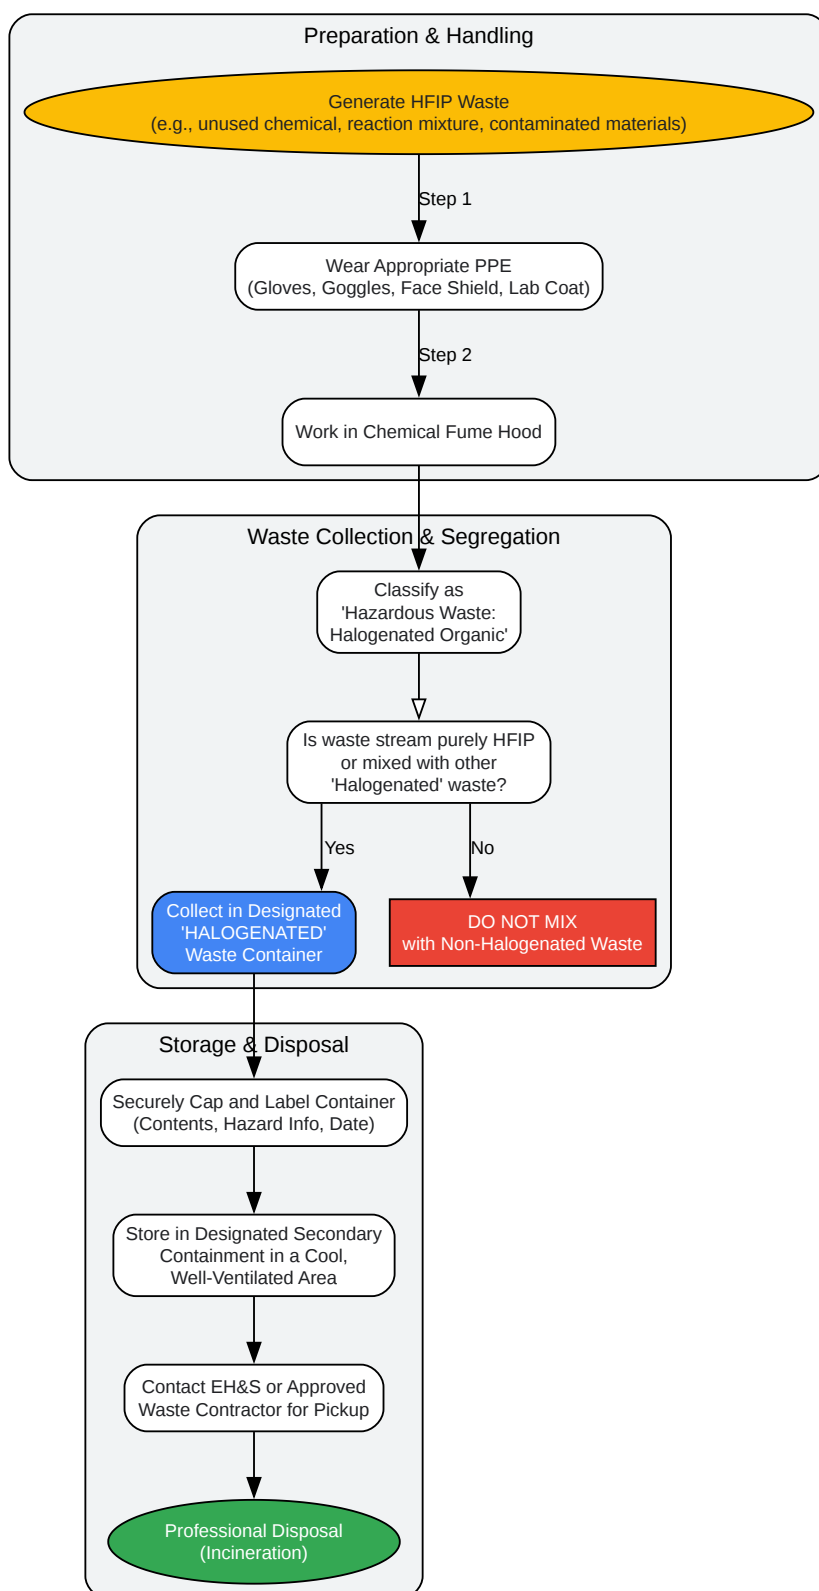 Preparation & Handling
Generate HFIP Waste
(e.g., unused chemical, reaction mixture, contaminated materials)
Step 1
Wear Appropriate PPE
(Gloves, Goggles, Face Shield, Lab Coat)
Step 2
Work in Chemical Fume Hood
Waste Collection & Segregation
Classify as
'Hazardous Waste:
Halogenated Organic'
Is waste stream purely HFIP
or mixed with other
'Halogenated' waste?
Yes
No
Collect in Designated
'HALOGENATED'
Waste Container
DO NOT MIX
with Non-Halogenated Waste
Storage & Disposal
Securely Cap and Label Container
(Contents, Hazard Info, Date)
Store in Designated Secondary
Containment in a Cool,
Well-Ventilated Area
Contact EH&S or Approved
Waste Contractor for Pickup
Professional Disposal
(Incineration)